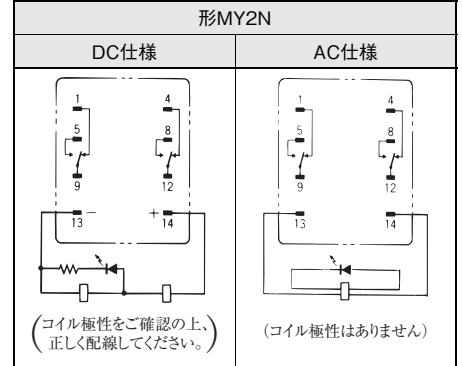 形MY2N
DC仕様
AC仕様
1 4
5 8
9 12
13 − + 14
(コイル極性をご確認の上、
正しく配線してください。)
1 4
5 8
9 12
13 14
(コイル極性はありません)